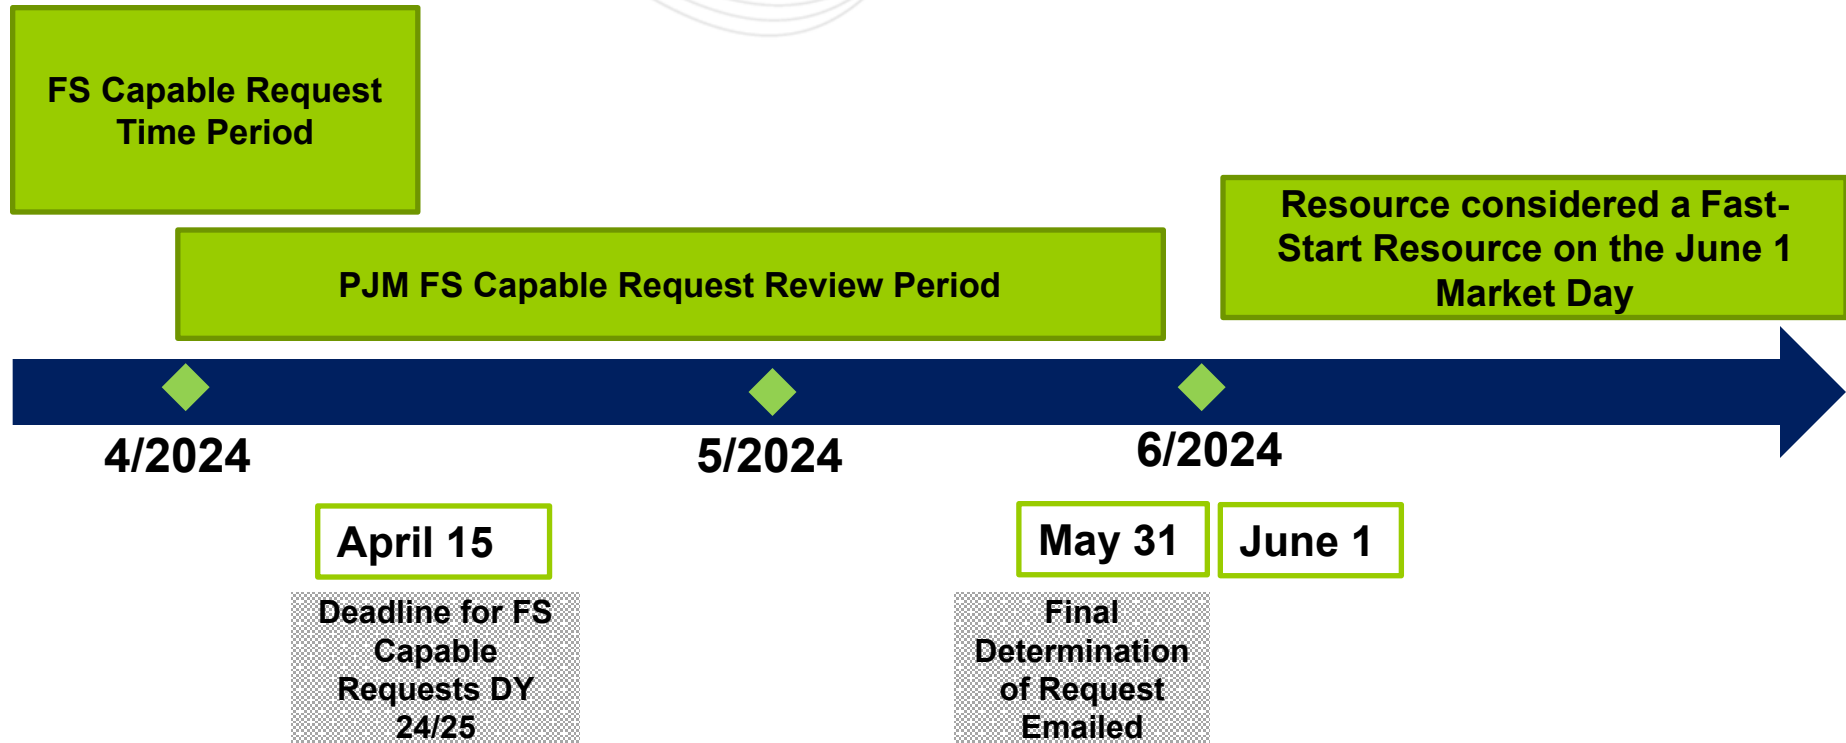 FS Capable Request
Time Period
Resource considered a Fast-
Start Resource on the June 1
Market Day
PJM FS Capable Request Review Period
4/2024
5/2024
6/2024
April 15
May 31
June 1
Deadline for FS
Capable
Requests DY
24/25
Final
Determination
of Request
Emailed